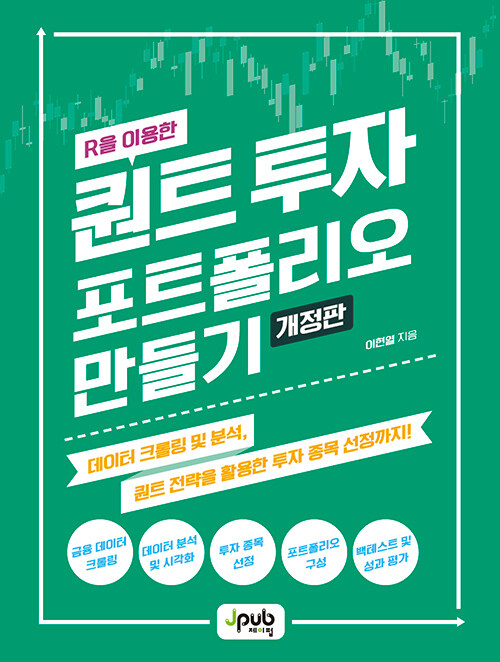 R을 이용한
퀀트 투자
포트폴리오
만들기
개정판
이현열 지음
데이터 크롤링 및 분석,
퀀트 전략을 활용한 투자 종목 선정까지!
금융 데이터
크롤링
데이터 분석
및 시각화
투자 종목
선정
포트폴리오
구성
백테스트 및
성과 평가
Jpub
제이펍